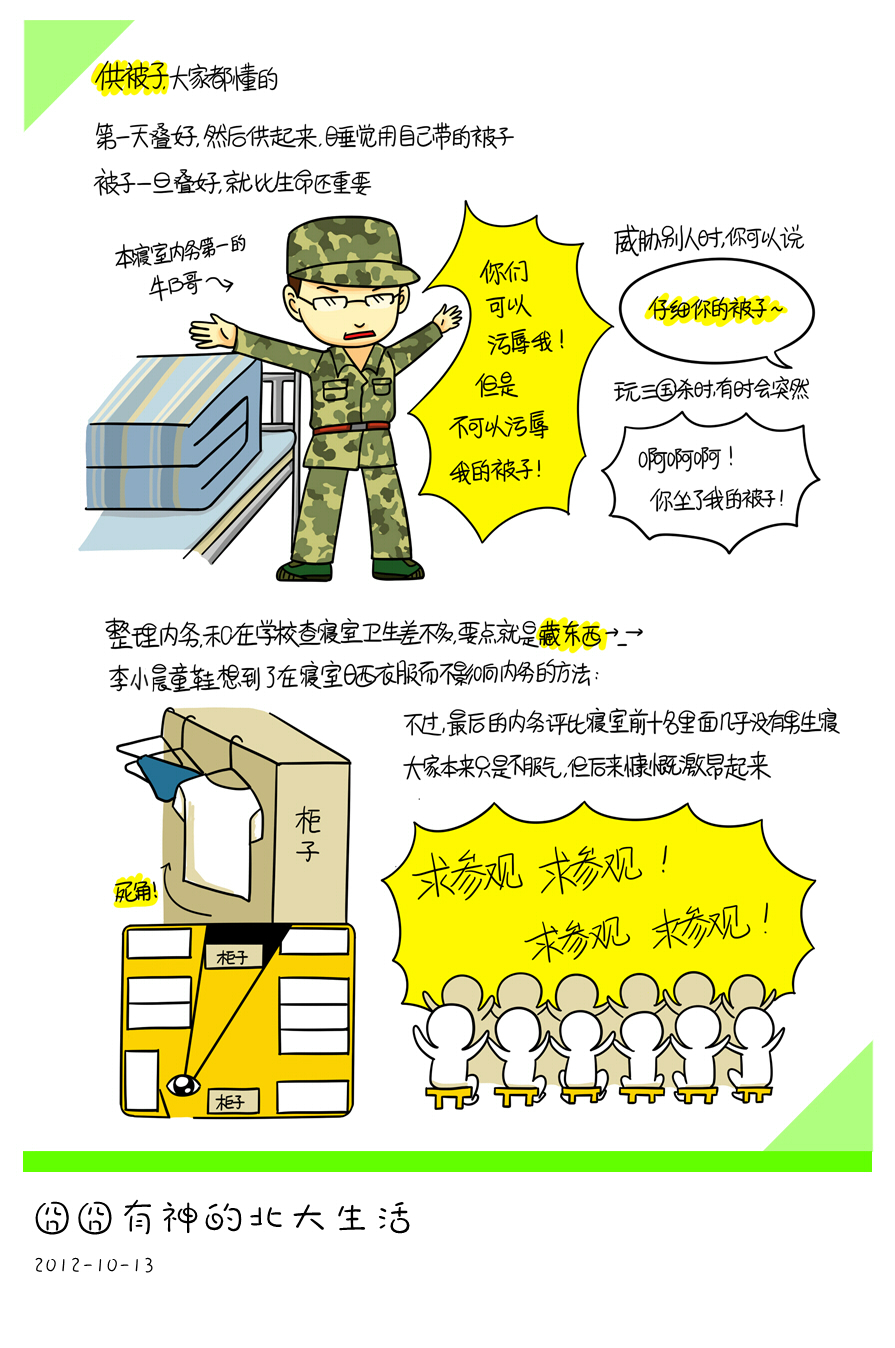 供被子,大家都懂的
第一天叠好,然后供起来,睡觉用自己带的被子
被子一旦叠好,就比生命还重要
本寝室内务第一的
牛B哥~→
你们
可以
污辱我!
但是
不可以污辱
我的被子!
威胁别人时,你可以说
仔细你的被子~
玩三国杀时,有时会突然
啊啊啊!
你坐了我的被子!
整理内务,和在学校查寝室卫生差不多,要点就是藏东西→_→
李小晨童鞋想到了在寝室晒衣服而不影响内务的方法:
柜子
死角!
柜子
柜子
不过,最后的内务评比寝室前十名里面几乎没有男生寝
大家本来只是不服气,但后来慷慨激昂起来
求参观 求参观!
求参观 求参观!
囧囧有神的北大生活
2012-10-13